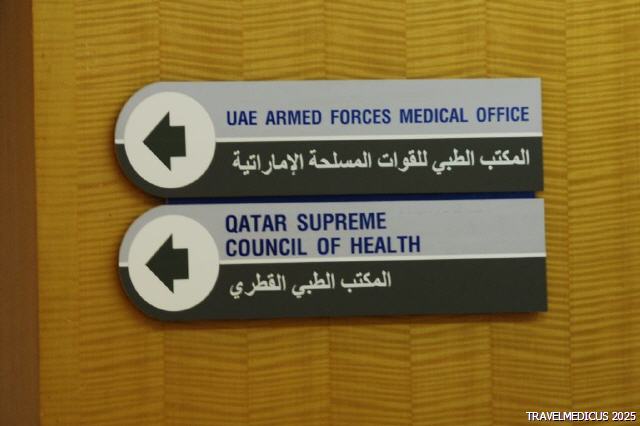 UAE ARMED FORCES MEDICAL OFFICE
المكتب الطبي للقوات المسلحة الإماراتية
QATAR SUPREME
COUNCIL OF HEALTH
المكتب الطبي القطري
TRAVELMEDICUS 2025